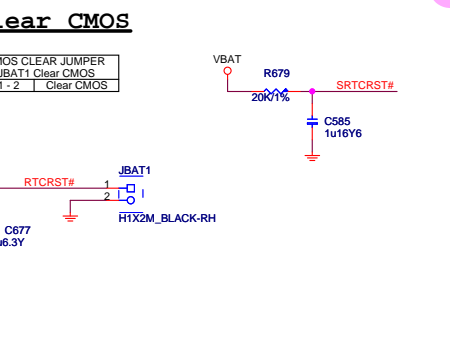 lear CMOS
MOS CLEAR JUMPER
JBAT1 Clear CMOS
1 - 2 Clear CMOS
VBAT
R679
20K/1%
SRTCRST#
C585
1u16Y6
JBAT1
RTCRST#
1
2
H1X2M_BLACK-RH
C677
u6.3Y